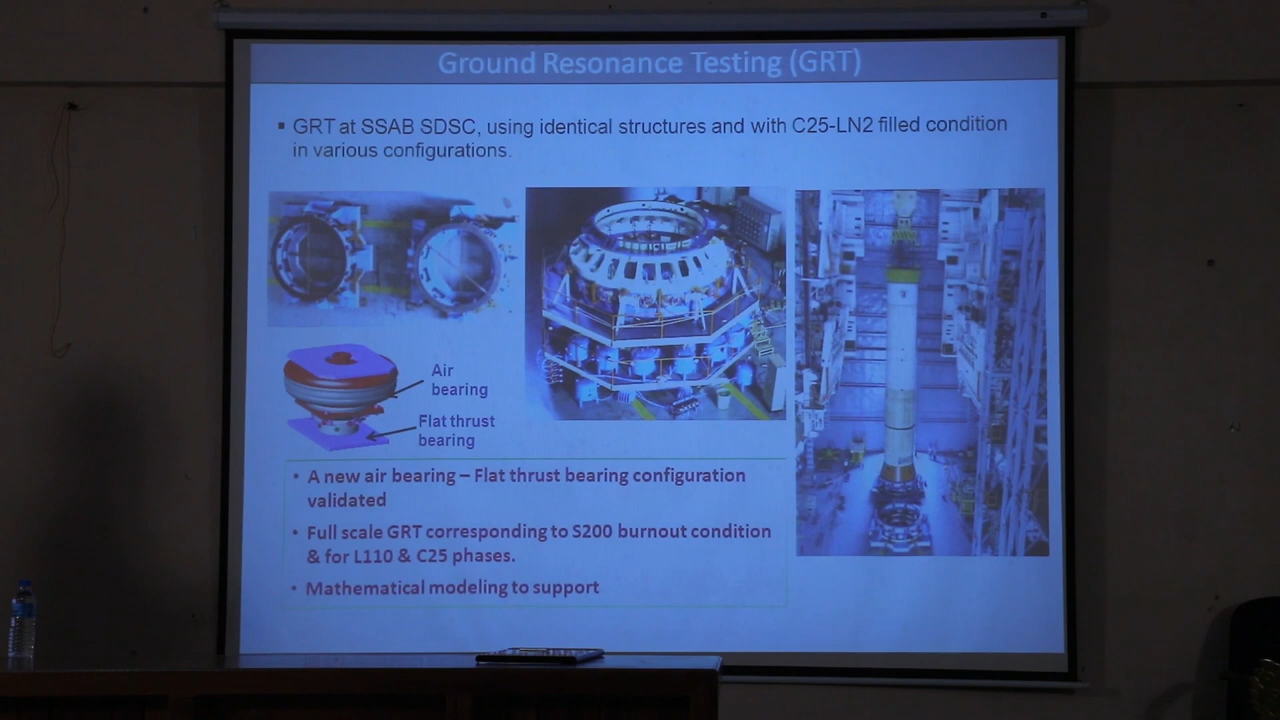 Ground Resonance Testing (GRT)
▪ GRT at SSAB SDSC, using identical structures and with C25-LN2 filled condition
in various configurations.
Air
bearing
Flat thrust
bearing
• A new air bearing – Flat thrust bearing configuration
validated
• Full scale GRT corresponding to S200 burnout condition
& for L110 & C25 phases.
• Mathematical modeling to support